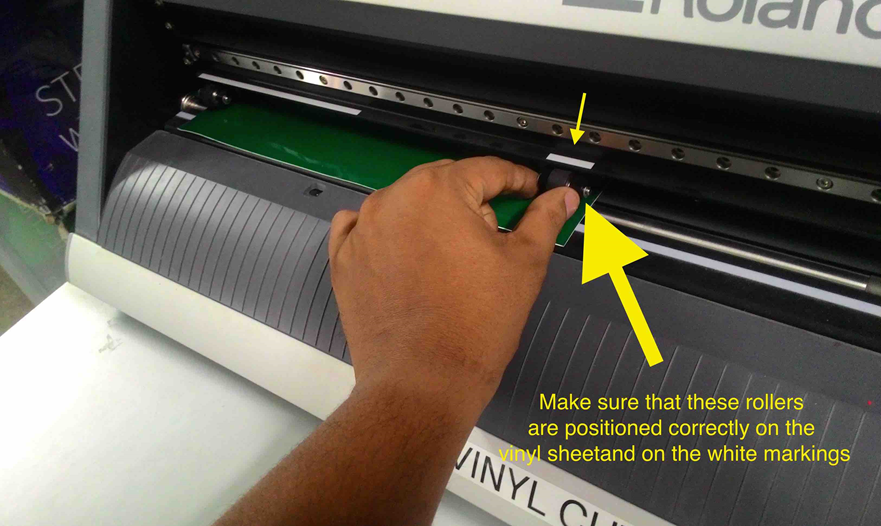 Roland
ST
W
Make sure that these rollers
are positioned correctly on the
vinyl sheetand on the white markings
VINYL CU